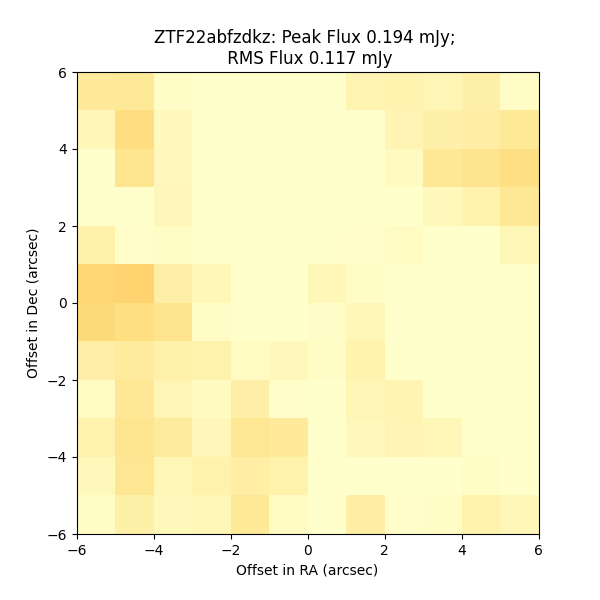 ZTF22abfzdkz: Peak Flux 0.194 mJy;
RMS Flux 0.117 mJy
6
4
2
0
−2
−4
−6
Offset in Dec (arcsec)
−6 −4 −2 0 2 4 6
Offset in RA (arcsec)